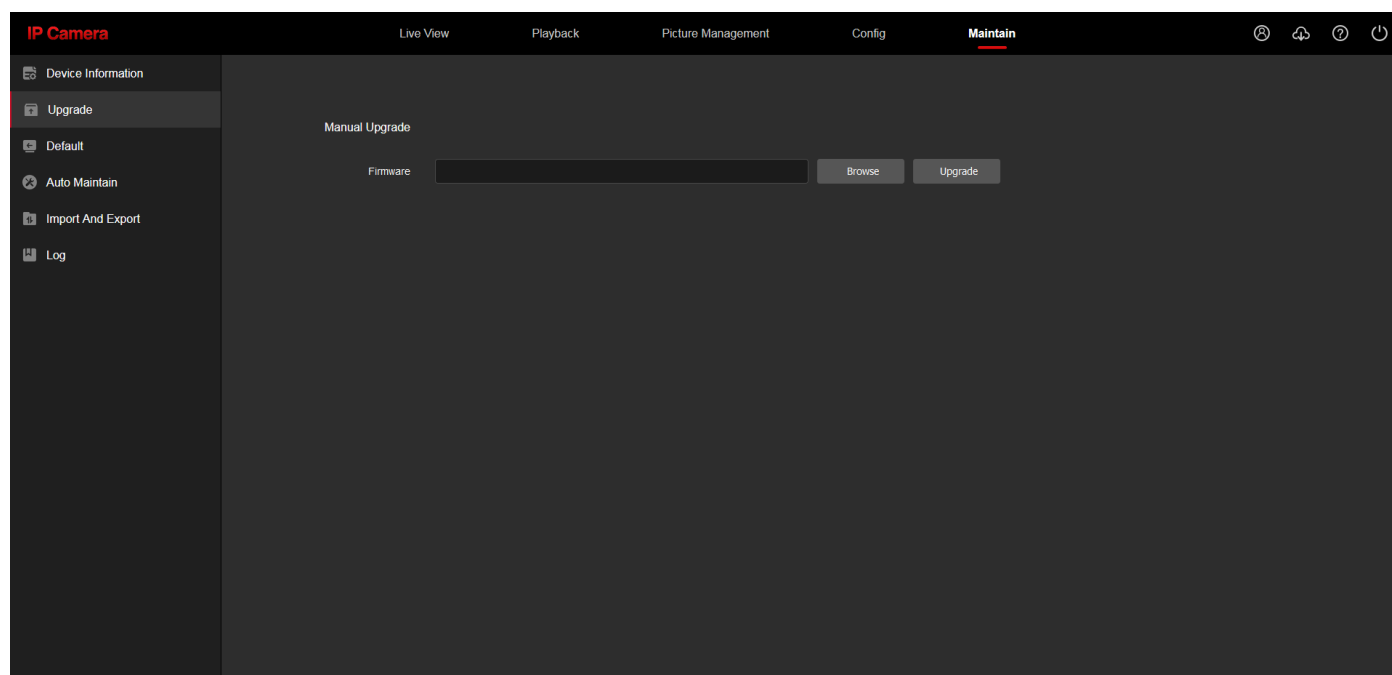 IP Camera Live View Playback Picture Management Config Maintain
Device Information
Upgrade
Default
Auto Maintain
Import And Export
Log
Manual Upgrade
Firmware Browse Upgrade